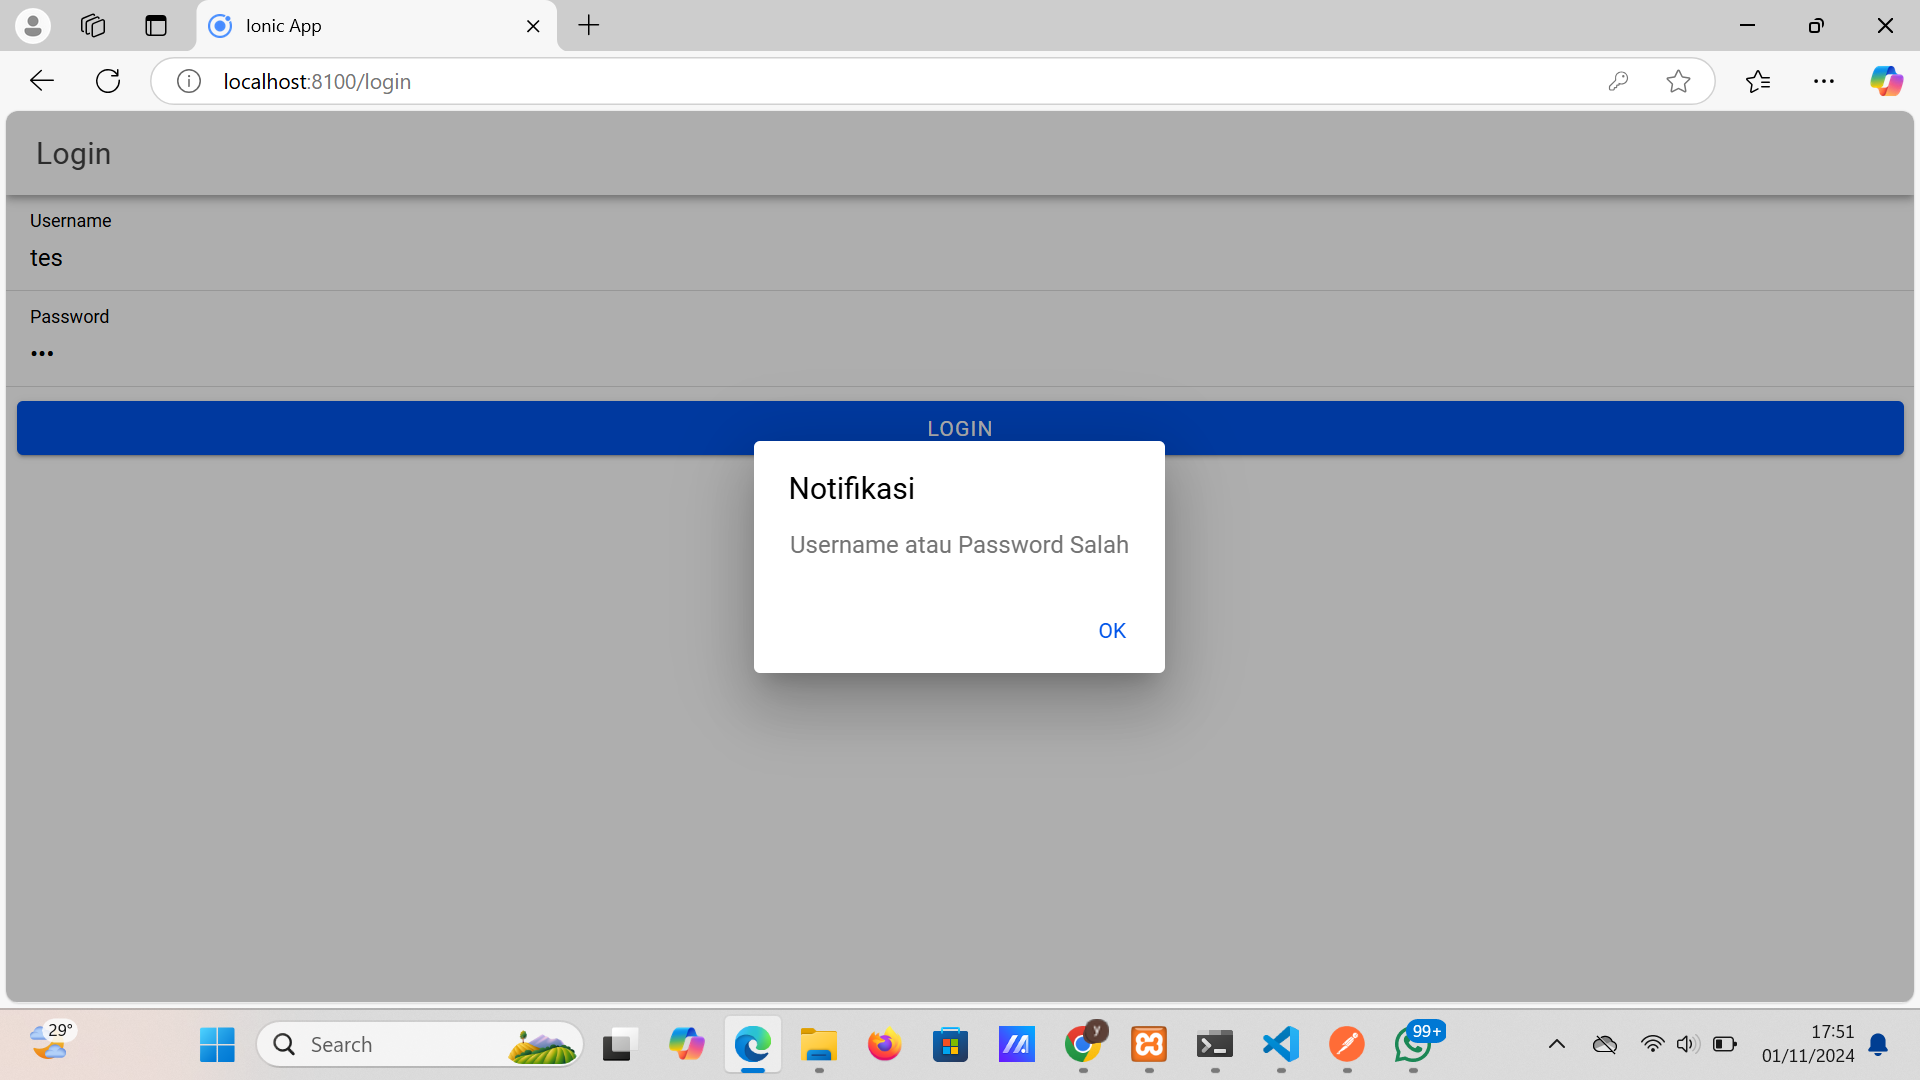 Ionic App
localhost:8100/login
Login
Username
tes
Password
•••
LOGIN
Notifikasi
Username atau Password Salah
OK
29°
Search
y
99+
17:51
01/11/2024